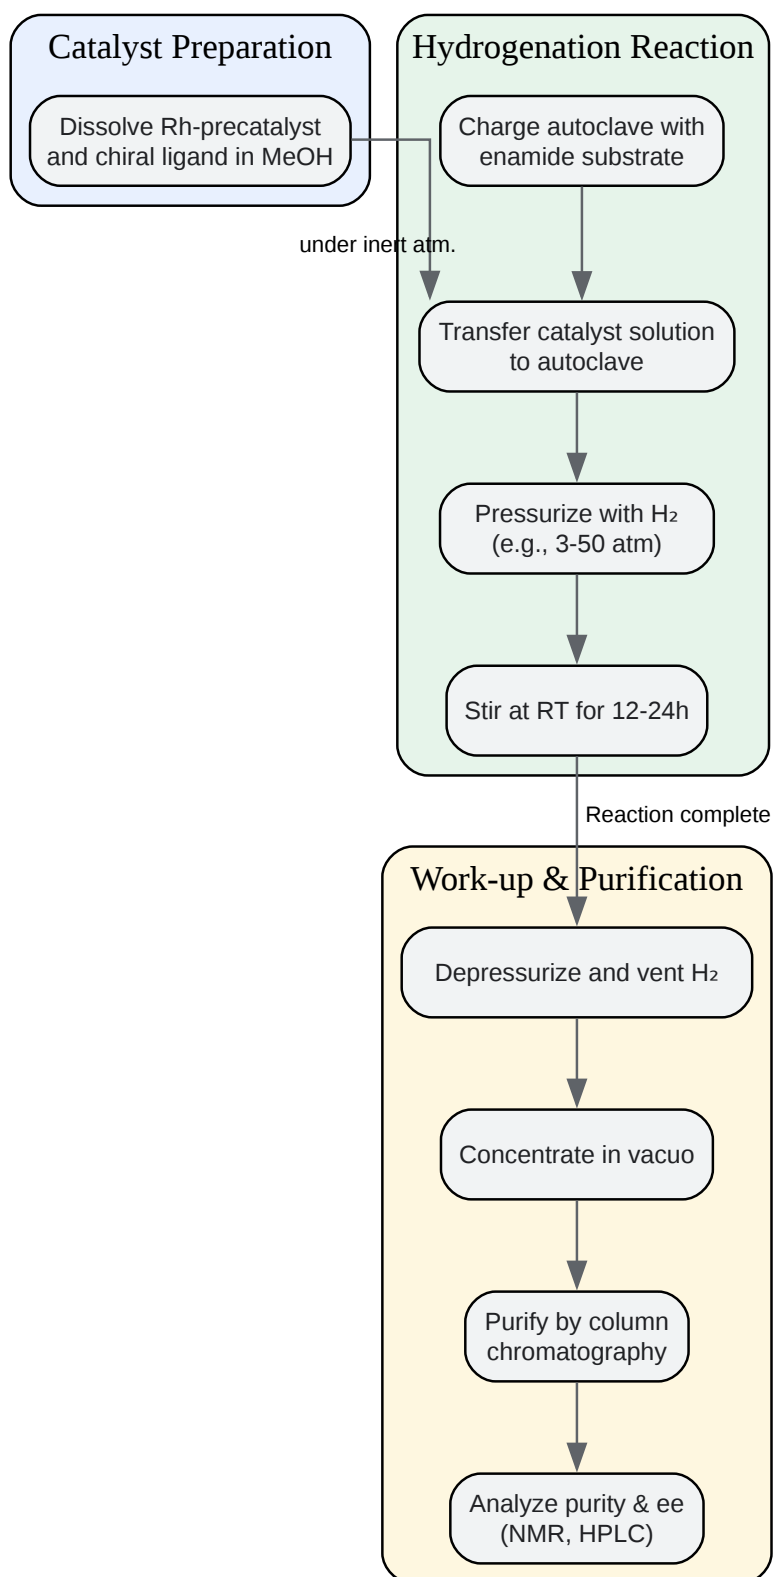 Catalyst Preparation
Dissolve Rh-precatalyst
and chiral ligand in MeOH
Hydrogenation Reaction
Charge autoclave with
enamide substrate
under inert atm.
Transfer catalyst solution
to autoclave
Pressurize with H₂
(e.g., 3-50 atm)
Stir at RT for 12-24h
Reaction complete
Work-up & Purification
Depressurize and vent H₂
Concentrate in vacuo
Purify by column
chromatography
Analyze purity & ee
(NMR, HPLC)